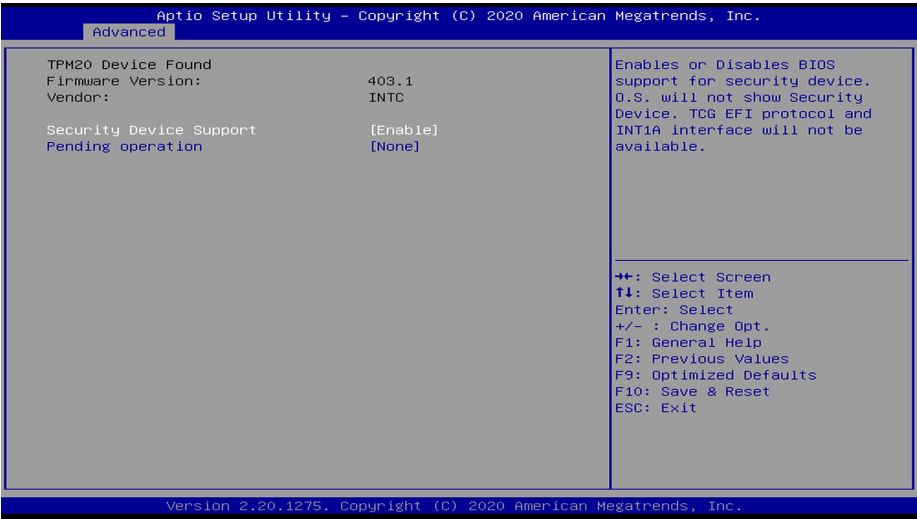 Aptio Setup Utility – Copyright (C) 2020 American Megatrends, Inc.
Advanced
TPM20 Device Found
Firmware Version: 403.1
Vendor: INTC
Security Device Support [Enable]
Pending operation [None]
Enables or Disables BIOS
support for security device.
O.S. will not show Security
Device. TCG EFI protocol and
INT1A interface will not be
available.
→←: Select Screen
↑↓: Select Item
Enter: Select
+/- : Change Opt.
F1: General Help
F2: Previous Values
F9: Optimized Defaults
F10: Save & Reset
ESC: Exit
Version 2.20.1275. Copyright (C) 2020 American Megatrends, Inc.